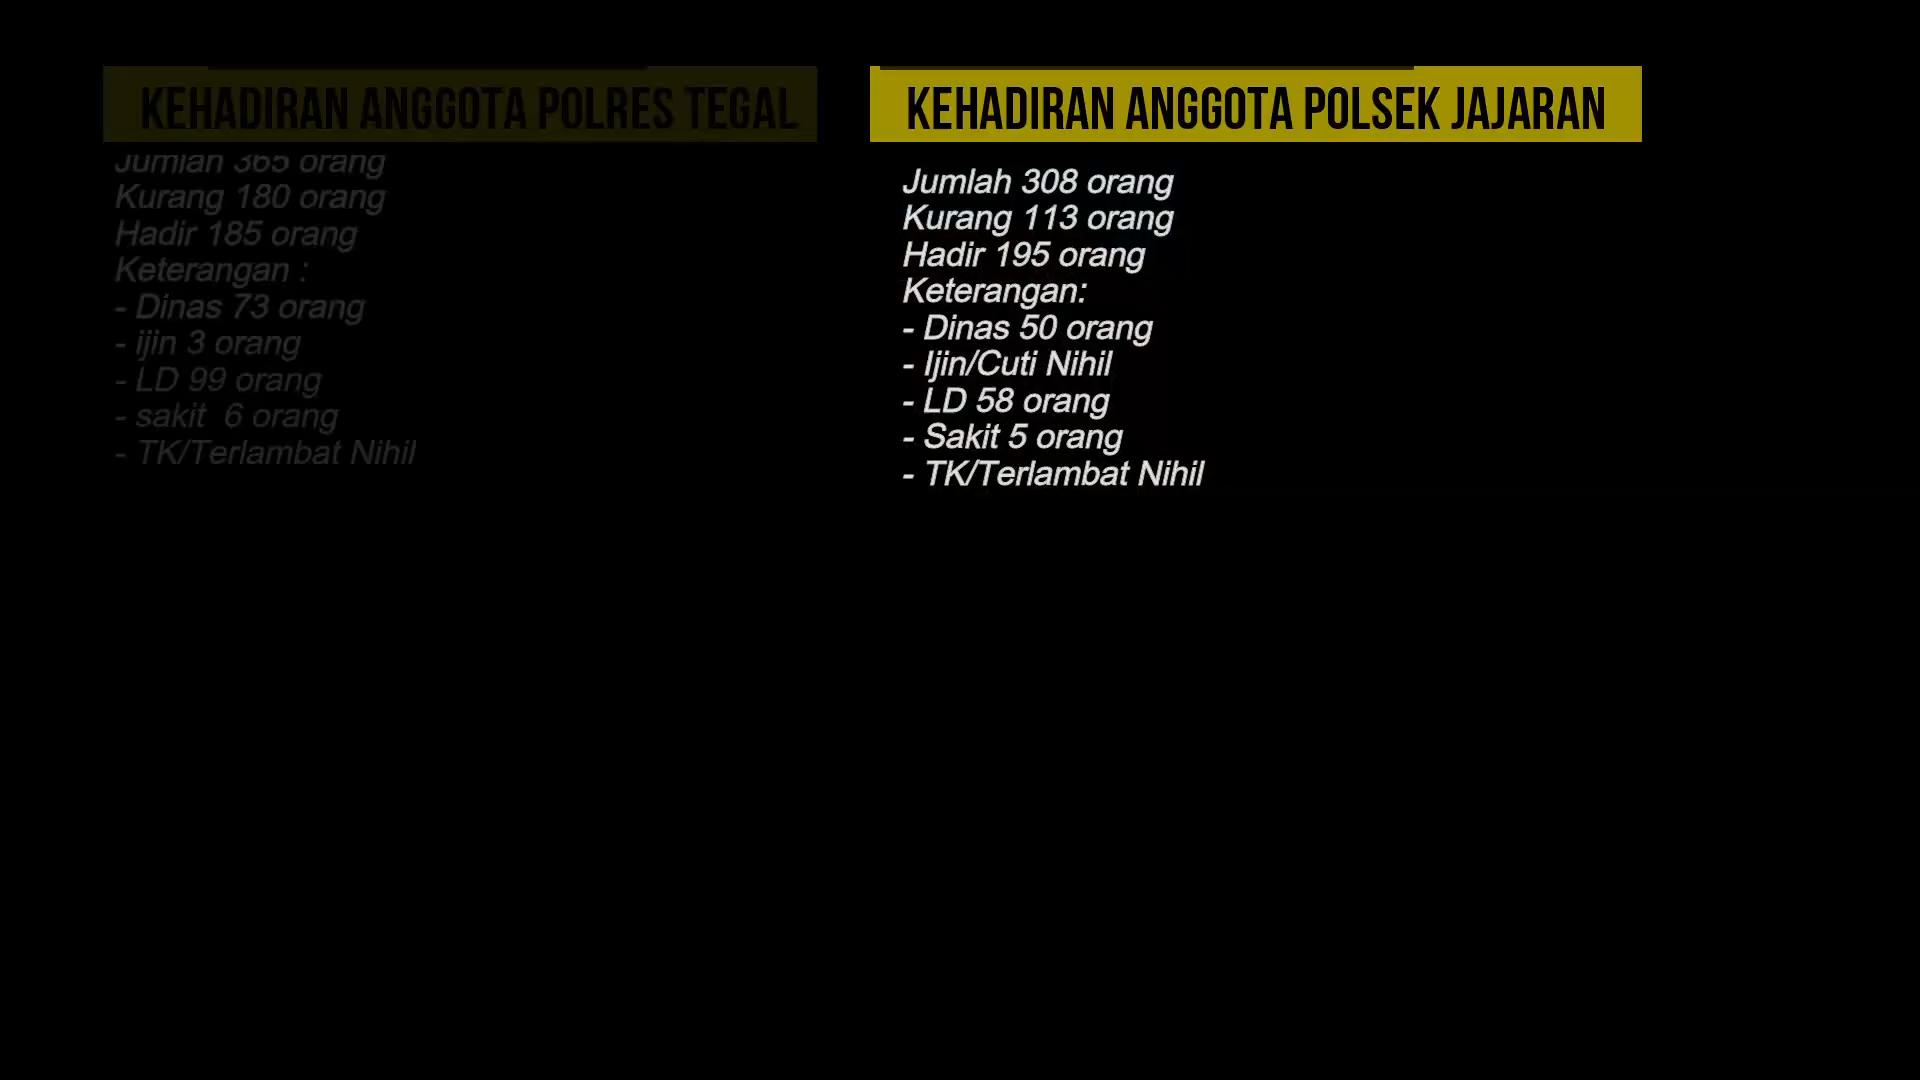 KEHADIRAN ANGGOTA POLRES TEGAL
Jumlah 365 orang
Kurang 180 orang
Hadir 185 orang
Keterangan :
- Dinas 73 orang
- ijin 3 orang
- LD 99 orang
- sakit  6 orang
- TK/Terlambat Nihil
KEHADIRAN ANGGOTA POLSEK JAJARAN
Jumlah 308 orang
Kurang 113 orang
Hadir 195 orang
Keterangan:
- Dinas 50 orang
- Ijin/Cuti Nihil
- LD 58 orang
- Sakit 5 orang
- TK/Terlambat Nihil